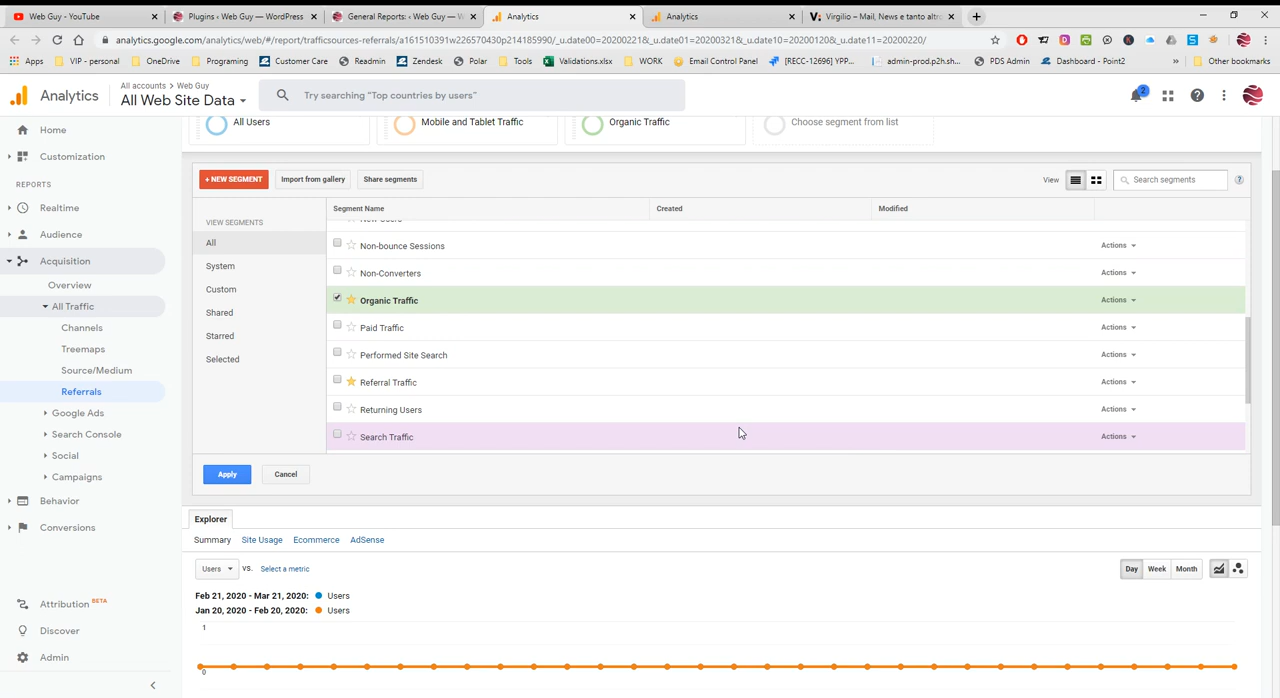 Web Guy — YouTube
Plugins ‹ Web Guy — WordPress
General Reports: ‹ Web Guy — W
Analytics
Analytics
Virgilio – Mail, News e tanto altro
analytics.google.com/analytics/web/#/report/trafficsources-referrals/a161510391w226570430p214185990/_u.date00=20200221&_u.date01=20200321&_u.date10=20200120&_u.date11=20200220/
Apps
VIP - personal
OneDrive
Programing
Customer Care
Readmin
Zendesk
Polar
Tools
Validations.xlsx
WORK
Email Control Panel
[RECC-12696] YPP...
admin-prod.p2h.sh...
PDS Admin
Dashboard - Point2
»
Other bookmarks
Analytics
All accounts > Web Guy
All Web Site Data
Try searching "Top countries by users"
2
Home
Customization
REPORTS
Realtime
Audience
Acquisition
Overview
All Traffic
Channels
Treemaps
Source/Medium
Referrals
Google Ads
Search Console
Social
Campaigns
Behavior
Conversions
Attribution BETA
Discover
Admin
All Users
Mobile and Tablet Traffic
Organic Traffic
Choose segment from list
+ NEW SEGMENT
Import from gallery
Share segments
View
Search segments
?
VIEW SEGMENTS
All
System
Custom
Shared
Starred
Selected
Segment Name
Created
Modified
New Users
Non-bounce Sessions
Actions
Non-Converters
Actions
Organic Traffic
Actions
Paid Traffic
Actions
Performed Site Search
Actions
Referral Traffic
Actions
Returning Users
Actions
Search Traffic
Actions
Apply
Cancel
Explorer
Summary
Site Usage
Ecommerce
AdSense
Users
vs.
Select a metric
Day
Week
Month
Feb 21, 2020 - Mar 21, 2020:
Users
Jan 20, 2020 - Feb 20, 2020:
Users
1
0